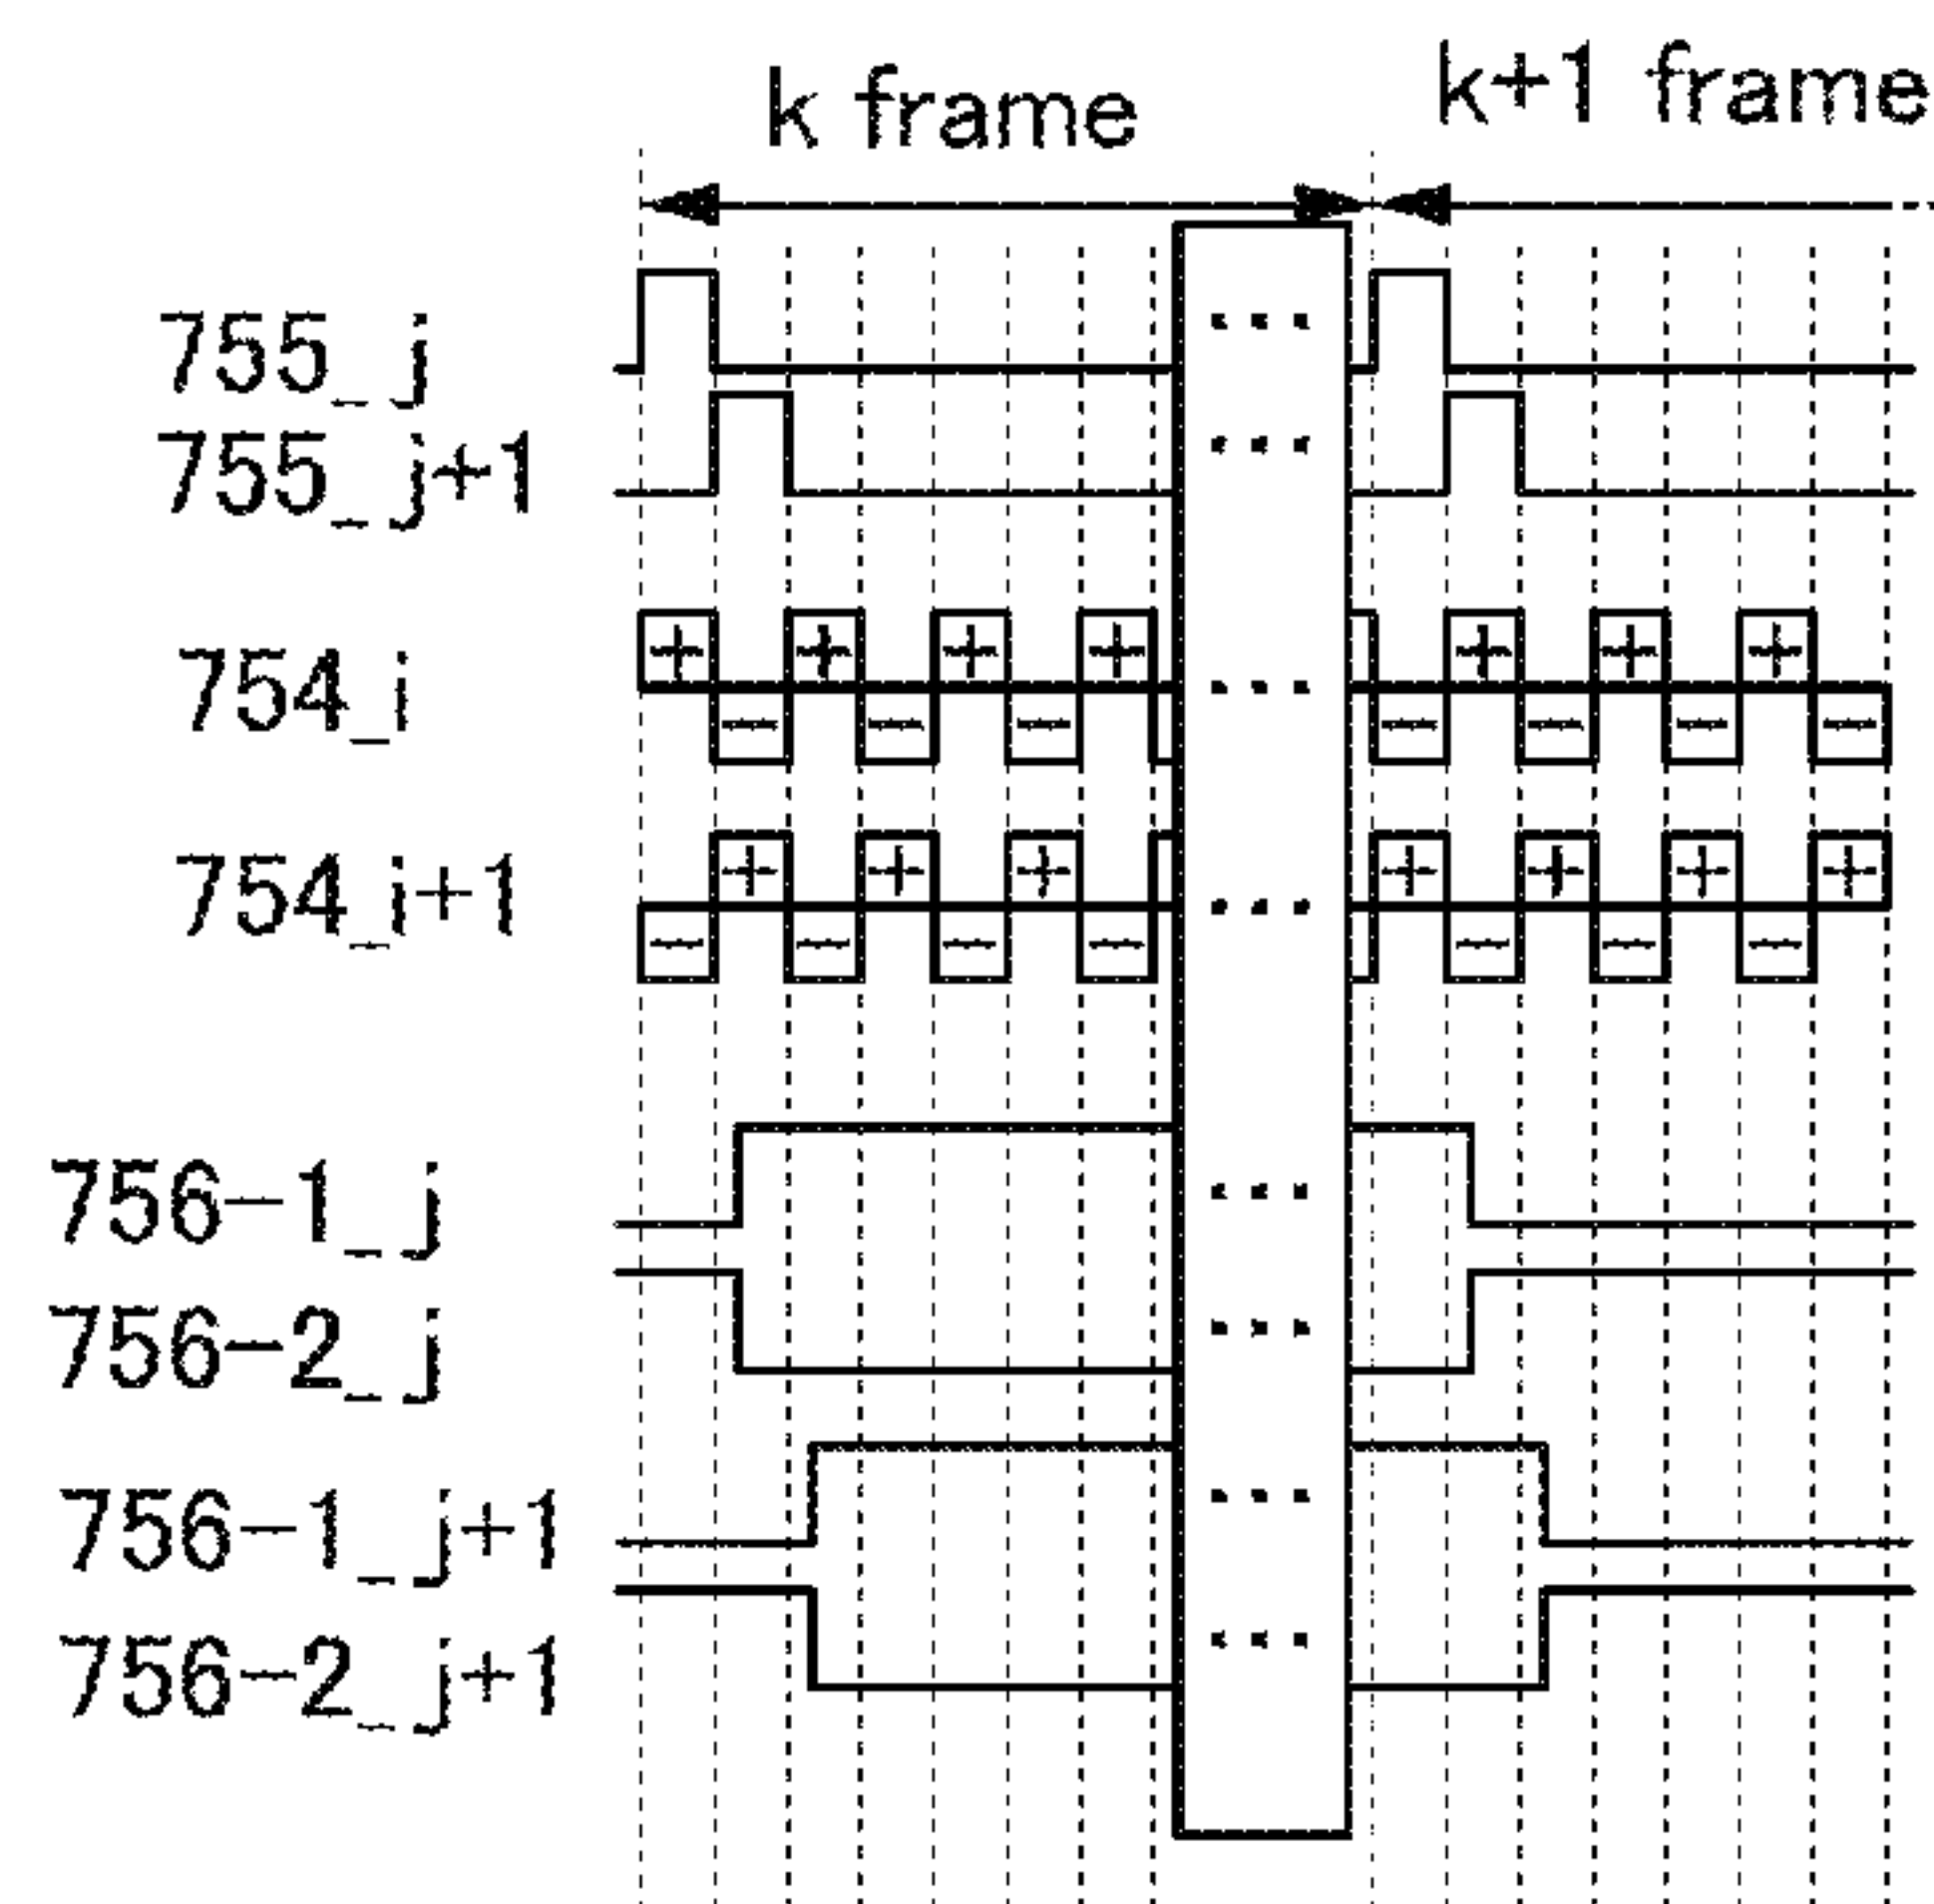 k frame
k+1 frame
755_j
755_j+1
754_i
754_i+1
756-1_j
756-2_j
756-1_j+1
756-2_j+1
+ + + +
− − −
+ + +
− − − −
+ + +
− − − −
+ + + +
− − −
...
...
...
...
...
...
...
...